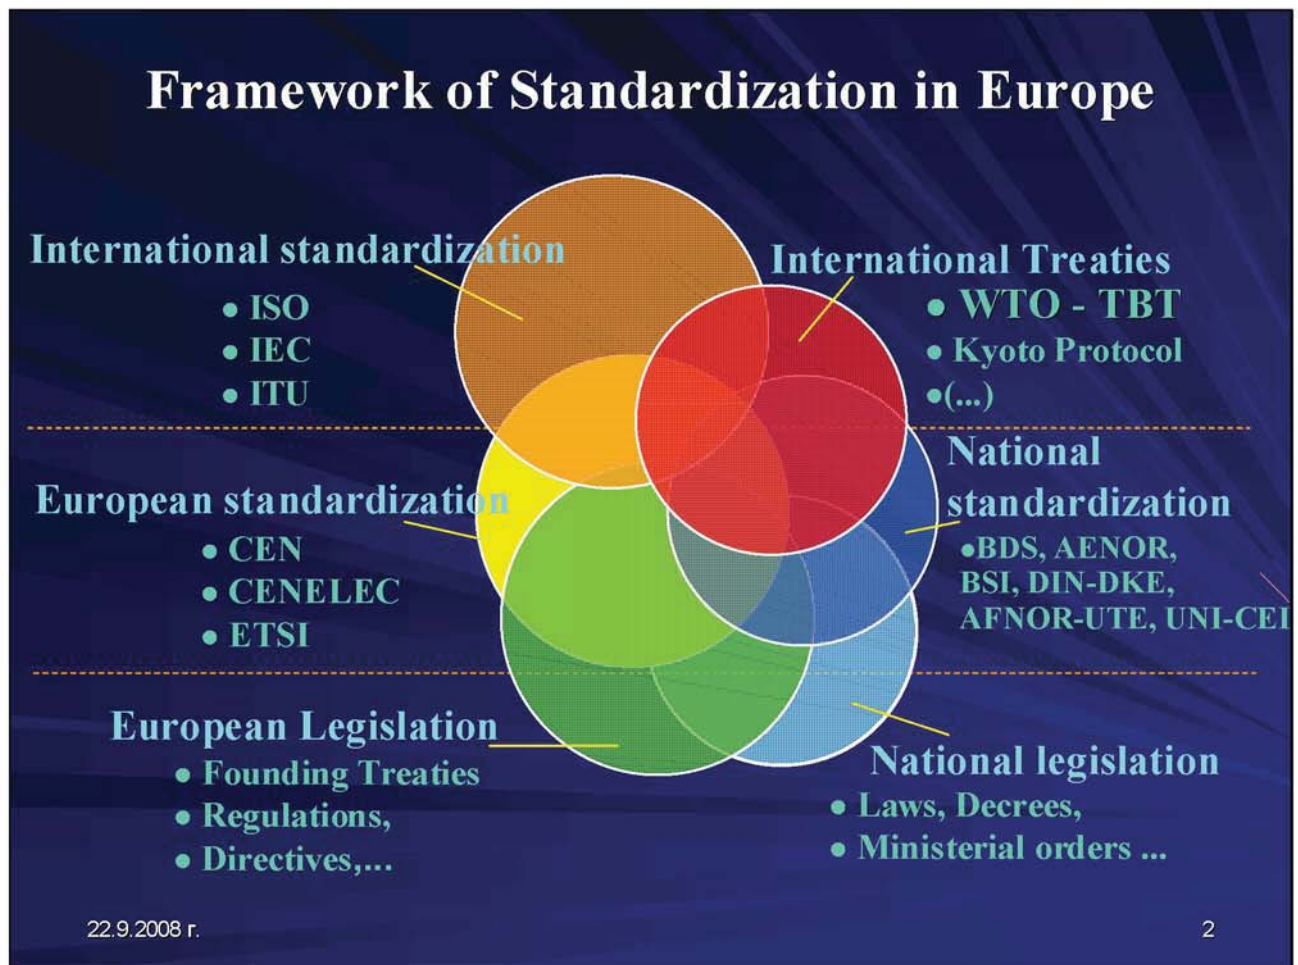 Framework of Standardization in Europe
International standardization
● ISO
● IEC
● ITU
International Treaties
● WTO - TBT
● Kyoto Protocol
●(...)
European standardization
● CEN
● CENELEC
● ETSI
National
standardization
●BDS, AENOR,
BSI, DIN-DKE,
AFNOR-UTE, UNI-CEI
European Legislation
● Founding Treaties
● Regulations,
● Directives,...
National legislation
● Laws, Decrees,
● Ministerial orders ...
22.9.2008 г.
2